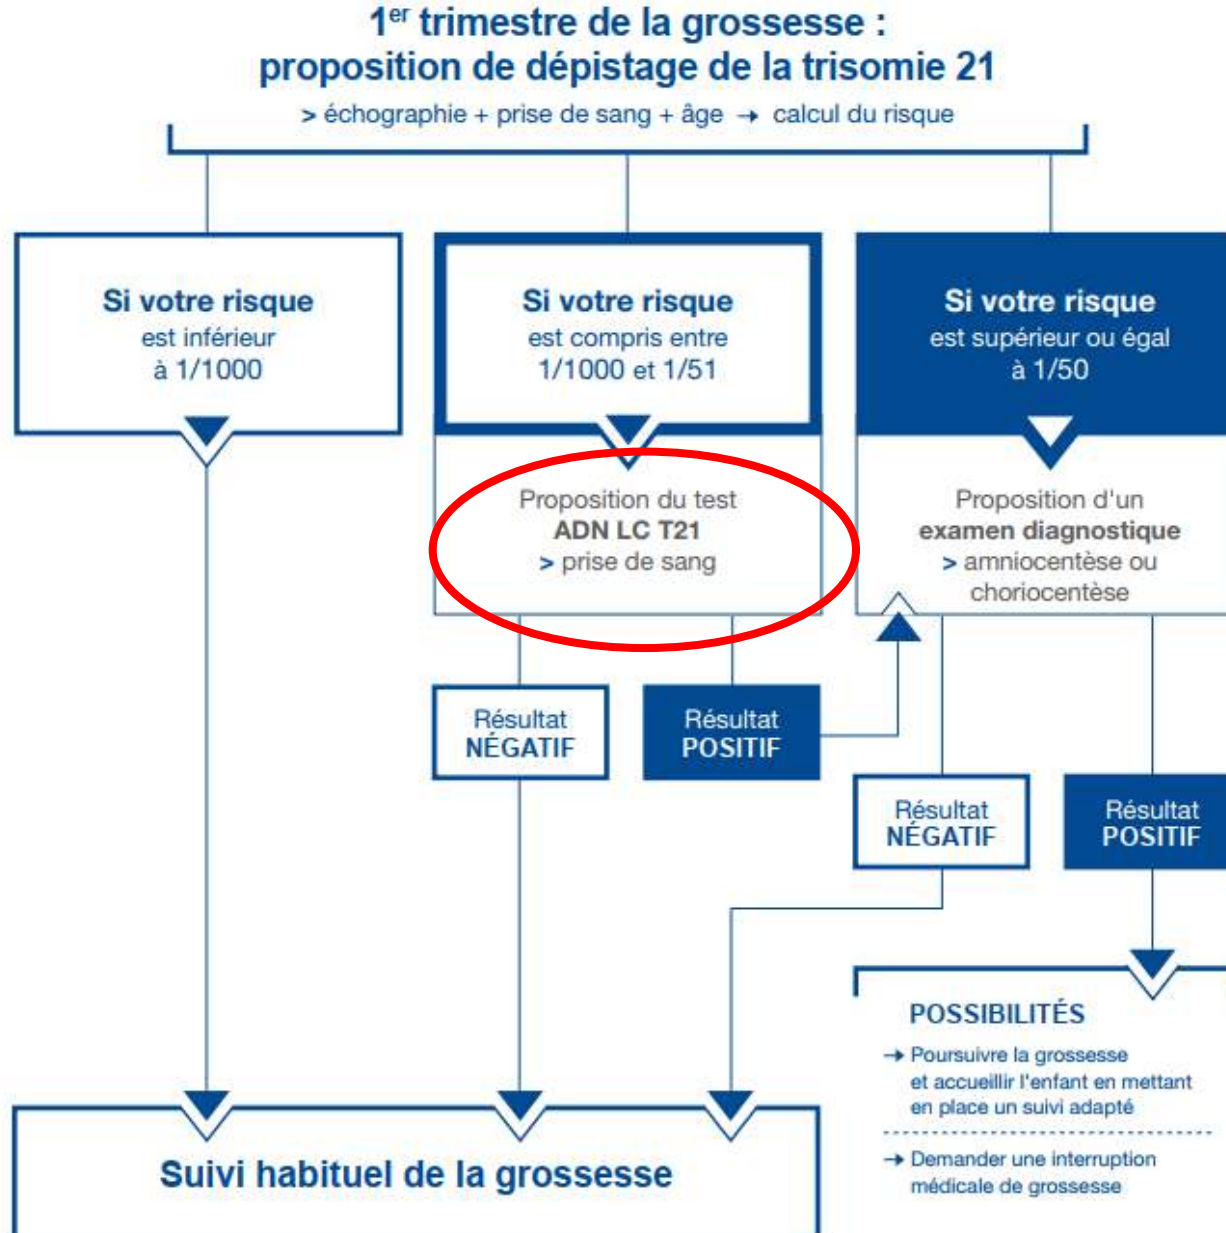 1er trimestre de la grossesse :
proposition de dépistage de la trisomie 21
> échographie + prise de sang + âge → calcul du risque
Si votre risque
est inférieur
à 1/1000
Si votre risque
est compris entre
1/1000 et 1/51
Si votre risque
est supérieur ou égal
à 1/50
Proposition du test
ADN LC T21
> prise de sang
Proposition d'un
examen diagnostique
> amniocentèse ou
choriocentèse
Résultat
NÉGATIF
Résultat
POSITIF
Résultat
NÉGATIF
Résultat
POSITIF
POSSIBILITÉS
→ Poursuivre la grossesse
et accueillir l'enfant en mettant
en place un suivi adapté
→ Demander une interruption
médicale de grossesse
Suivi habituel de la grossesse